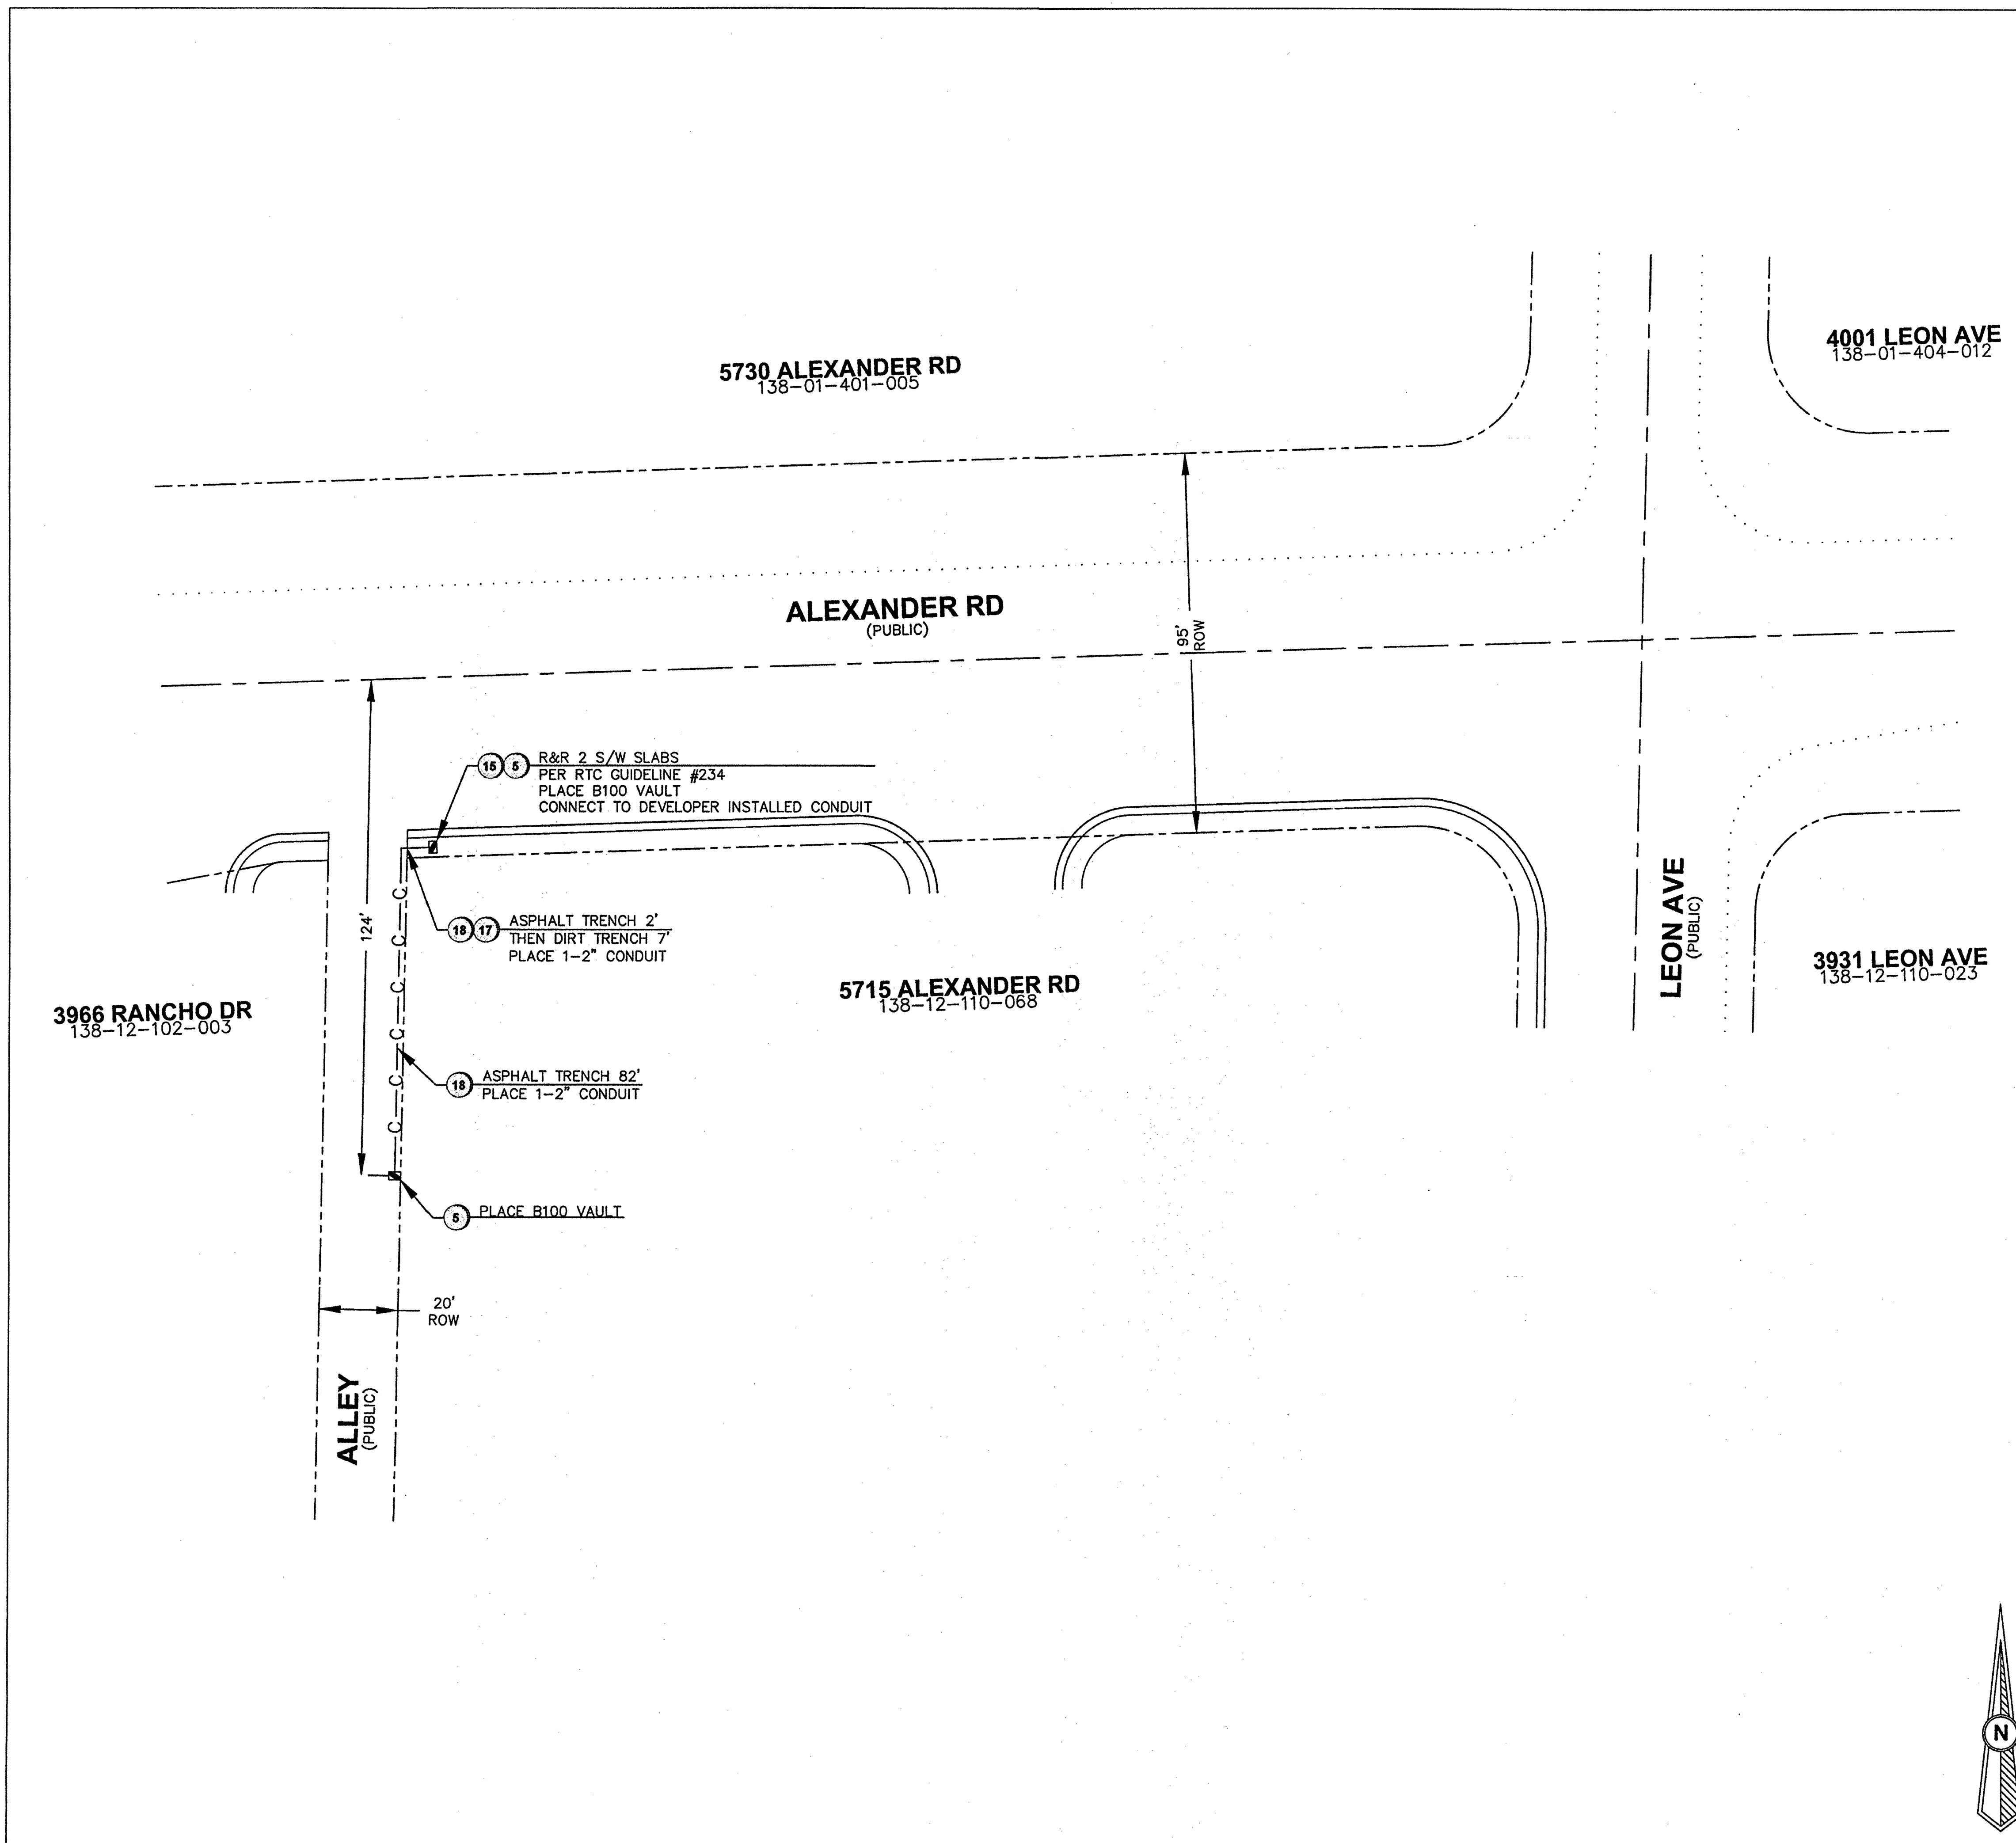 5730 ALEXANDER RD
138-01-401-005
4001 LEON AVE
138-01-404-012
ALEXANDER RD
(PUBLIC)
95'
ROW
15 5 R&R 2 S/W SLABS
PER RTC GUIDELINE #234
PLACE B100 VAULT
CONNECT TO DEVELOPER INSTALLED CONDUIT
124'
C
C
C
C
C
C
18 17 ASPHALT TRENCH 2'
THEN DIRT TRENCH 7'
PLACE 1-2" CONDUIT
LEON AVE
(PUBLIC)
3931 LEON AVE
138-12-110-023
5715 ALEXANDER RD
138-12-110-068
3966 RANCHO DR
138-12-102-003
18 ASPHALT TRENCH 82'
PLACE 1-2" CONDUIT
5 PLACE B100 VAULT
20'
ROW
ALLEY
(PUBLIC)
N